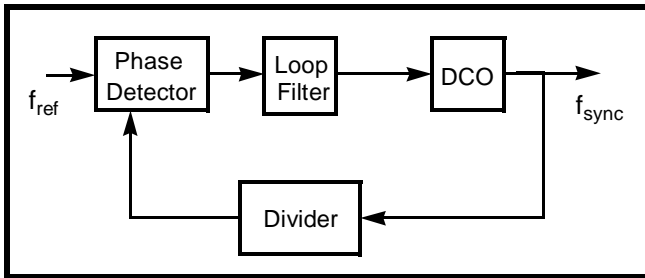 Phase
Detector
Loop
Filter
DCO
fref
fsync
Divider